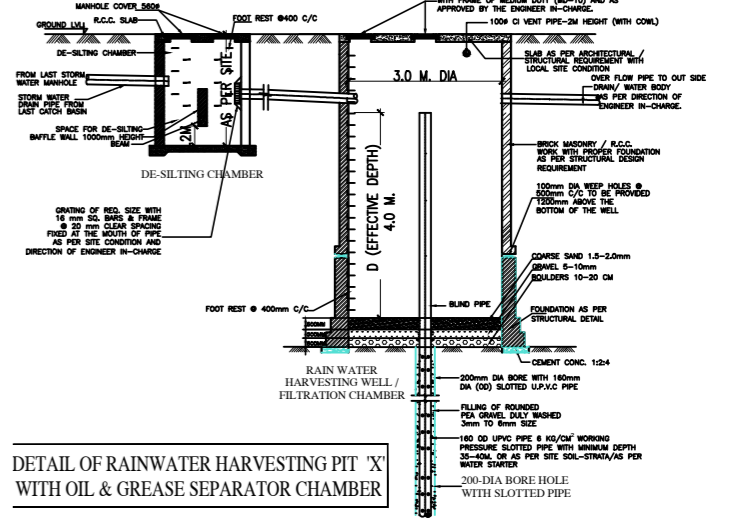 MANHOLE COVER 560ø
R.C.C. SLAB
GROUND LVL.
FOOT REST @400 C/C
DE-SILTING CHAMBER
FROM LAST STORM
WATER MANHOLE
STORM WATER
DRAIN PIPE FROM
LAST CATCH BASIN
SPACE FOR DE-SILTING
BAFFLE WALL 1000mm HEIGHT
BEAM
.2M
AS PER SITE
DE-SILTING CHAMBER
GRATING OF REQ. SIZE WITH
16 mm SQ. BARS & FRAME
@ 20 mm CLEAR SPACING
FIXED AT THE MOUTH OF PIPE
AS PER SITE CONDITION AND
DIRECTION OF ENGINEER IN-CHARGE
WITH FRAME OF MEDIUM DUTY (MD-10) AND AS
APPROVED BY THE ENGINEER IN-CHARGE.
100ø CI VENT PIPE-2M HEIGHT (WITH COWL)
SLAB AS PER ARCHITECTURAL /
STRUCTURAL REQUIREMENT WITH
LOCAL SITE CONDITION
3.0 M. DIA
OVER FLOW PIPE TO OUT SIDE
DRAIN/ WATER BODY
AS PER DIRECTION OF
ENGINEER IN-CHARGE.
BRICK MASONRY / R.C.C.
WORK WITH PROPER FOUNDATION
AS PER STRUCTURAL DESIGN
REQUIREMENT
100mm DIA WEEP HOLES @
500mm C/C TO BE PROVIDED
1200mm ABOVE THE
BOTTOM OF THE WELL
D (EFFECTIVE DEPTH)
4.0 M.
COARSE SAND 1.5-2.0mm
GRAVEL 5-10mm
BOULDERS 10-20 CM
FOOT REST @ 400mm C/C
BLIND PIPE
FOUNDATION AS PER
STRUCTURAL DETAIL
500MM
500MM
500MM
CEMENT CONC. 1:2:4
RAIN WATER
HARVESTING WELL /
FILTRATION CHAMBER
200mm DIA BORE WITH 160mm
DIA (OD) SLOTTED U.P.V.C PIPE
FILLING OF ROUNDED
PEA GRAVEL DULY WASHED
3mm TO 6mm SIZE
160 OD UPVC PIPE 6 KG/CM² WORKING
PRESSURE SLOTTED PIPE WITH MINIMUM DEPTH
35-40M. OR AS PER SITE SOIL-STRATA/AS PER
WATER STARTER
200-DIA BORE HOLE
WITH SLOTTED PIPE
DETAIL OF RAINWATER HARVESTING PIT 'X'
WITH OIL & GREASE SEPARATOR CHAMBER